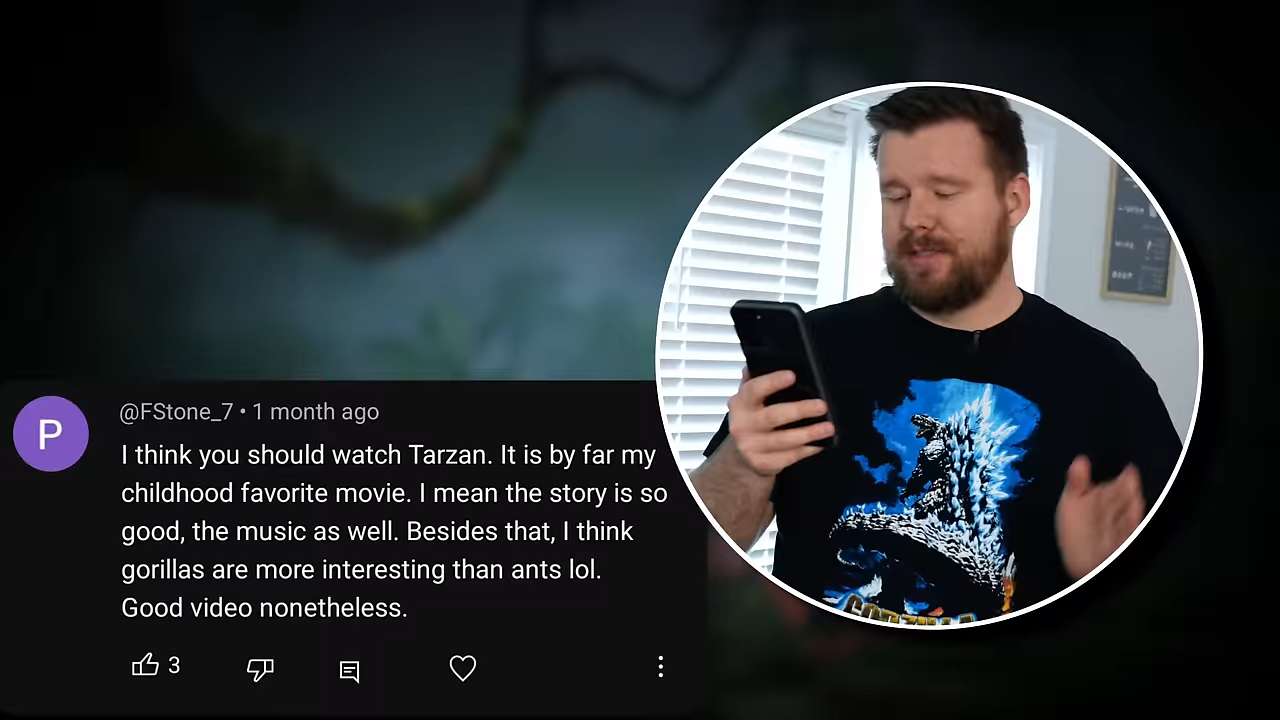 @FStone_7 • 1 month ago
P
I think you should watch Tarzan. It is by far my
childhood favorite movie. I mean the story is so
good, the music as well. Besides that, I think
gorillas are more interesting than ants lol.
Good video nonetheless.
3
GODZILLA